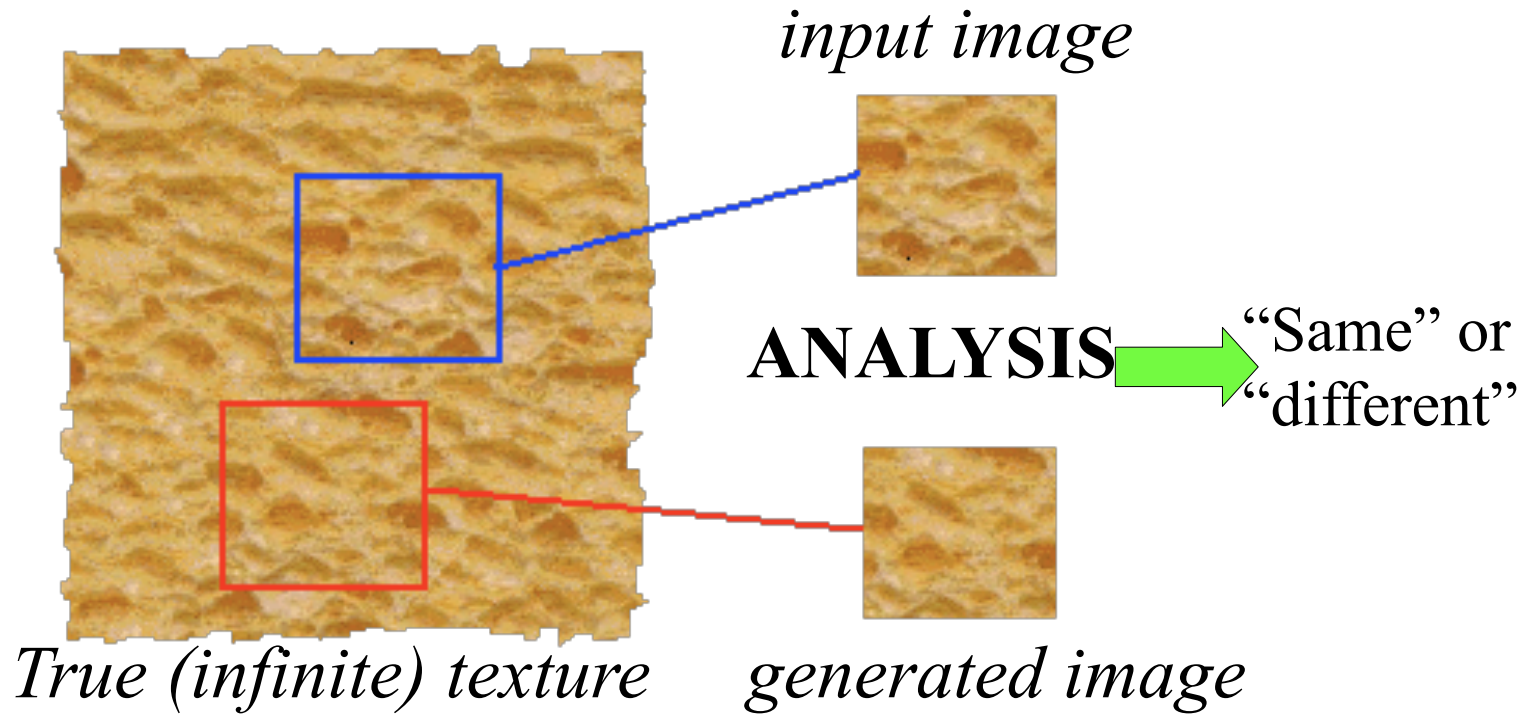 input image
ANALYSIS
“Same” or
“different”
True (infinite) texture
generated image